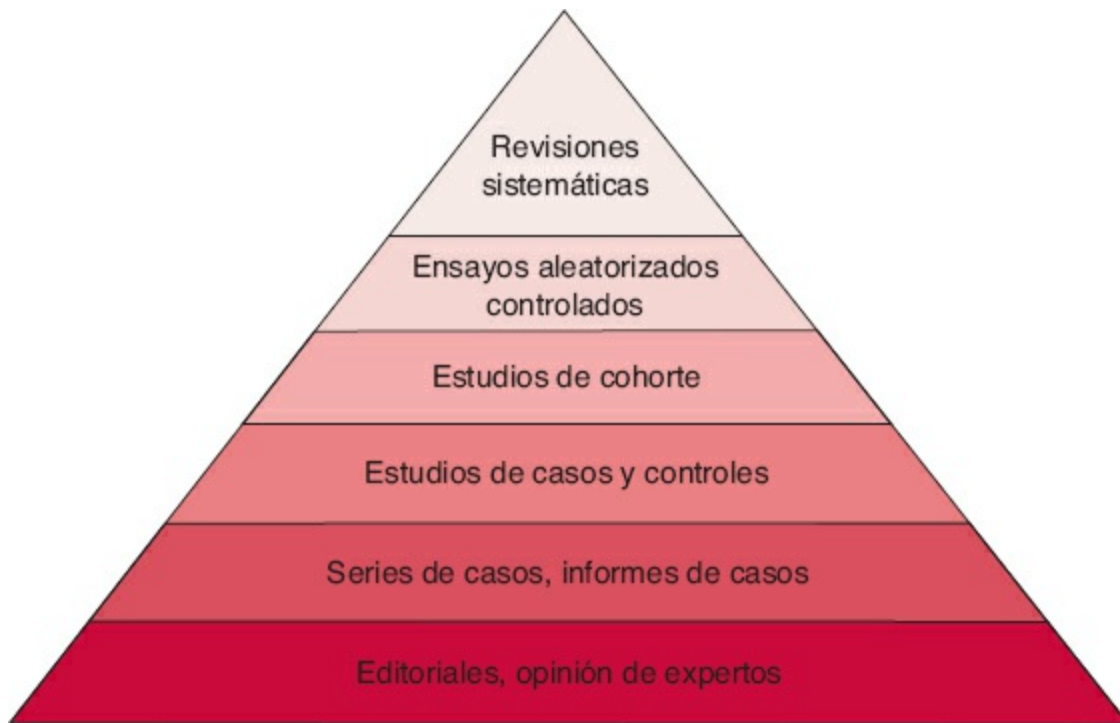 Revisiones
sistemáticas
Ensayos aleatorizados
controlados
Estudios de cohorte
Estudios de casos y controles
Series de casos, informes de casos
Editoriales, opinión de expertos